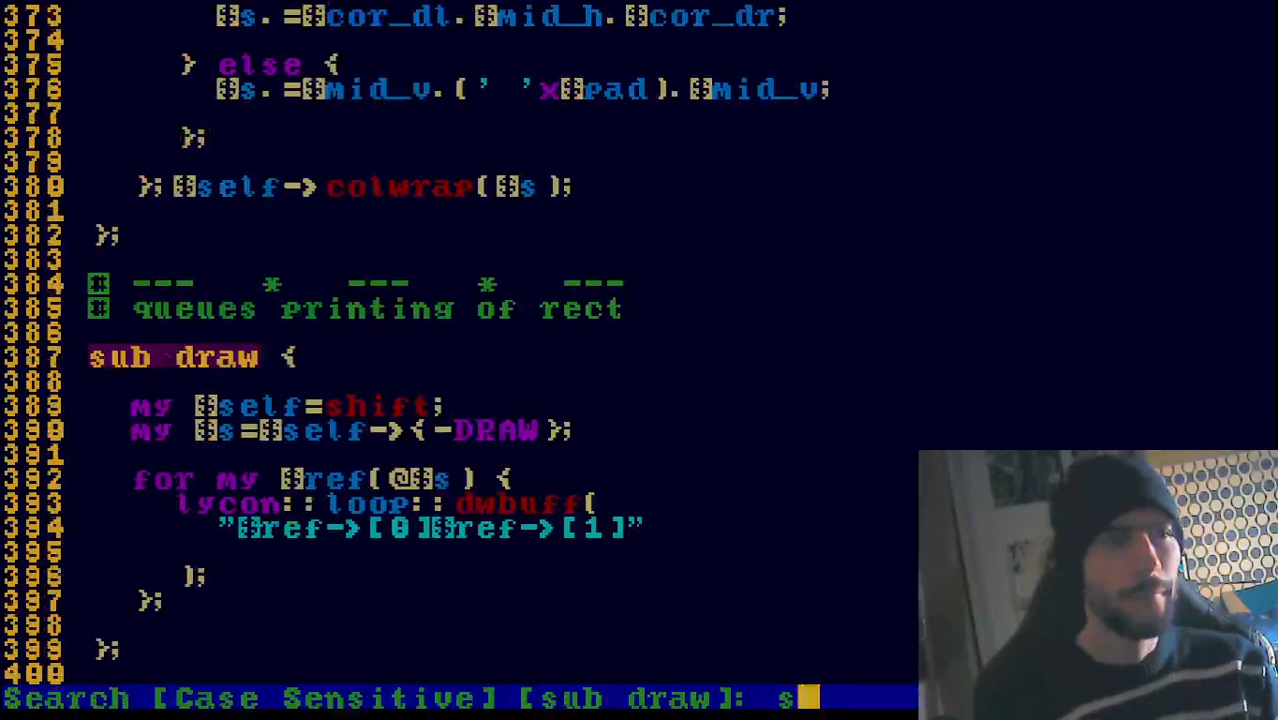 373 $s.=$cor_dl.$mid_h.$cor_dr;
374
375 } else {
376 $s.=$mid_v.(' 'x$pad).$mid_v;
377
378 };
379
380 }; $self->colwrap($s);
381
382 };
383
384 # --- * --- * ---
385 # queues printing of rect
386
387 sub draw {
388
389 my $self=shift;
390 my $s=$self->{-DRAW};
391
392 for my $ref(@$s) {
393 lycon::loop::dwbuff(
394 "$ref->[0]$ref->[1]"
395
396 );
397 };
398
399 };
400
Search [Case Sensitive] [sub draw]: s